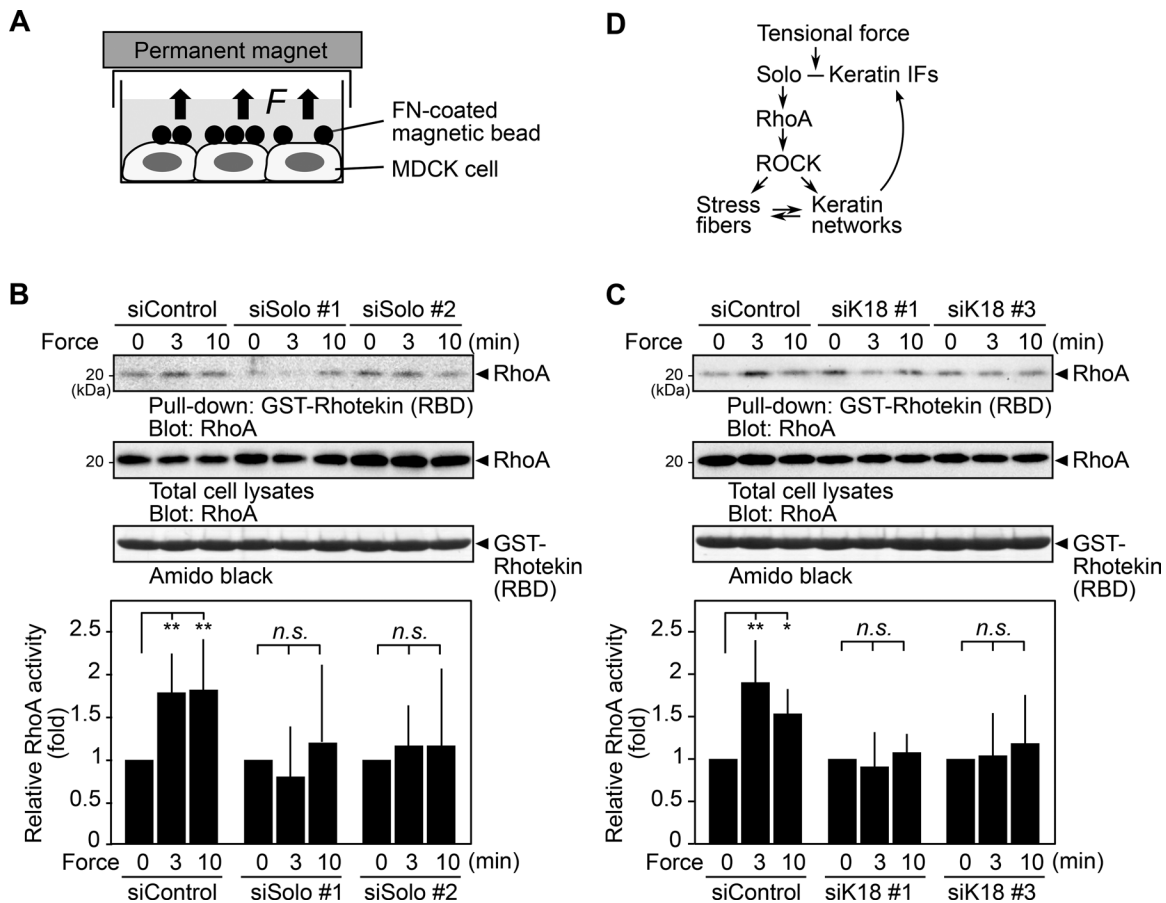 A
Permanent magnet
F
FN-coated
magnetic bead
MDCK cell
D
Tensional force
Solo – Keratin IFs
RhoA
ROCK
Stress
fibers
Keratin
networks
B
siControl siSolo #1 siSolo #2
Force 0 3 10 0 3 10 0 3 10 (min)
20
(kDa)
RhoA
Pull-down: GST-Rhotekin (RBD)
Blot: RhoA
20
RhoA
Total cell lysates
Blot: RhoA
GST-
Rhotekin
(RBD)
Amido black
Relative RhoA activity
(fold)
2.5
2
1.5
1
0.5
0
** ** n.s. n.s.
Force 0 3 10 0 3 10 0 3 10 (min)
siControl siSolo #1 siSolo #2
C
siControl siK18 #1 siK18 #3
Force 0 3 10 0 3 10 0 3 10 (min)
20
(kDa)
RhoA
Pull-down: GST-Rhotekin (RBD)
Blot: RhoA
20
RhoA
Total cell lysates
Blot: RhoA
GST-
Rhotekin
(RBD)
Amido black
Relative RhoA activity
(fold)
2.5
2
1.5
1
0.5
0
** * n.s. n.s.
Force 0 3 10 0 3 10 0 3 10 (min)
siControl siK18 #1 siK18 #3